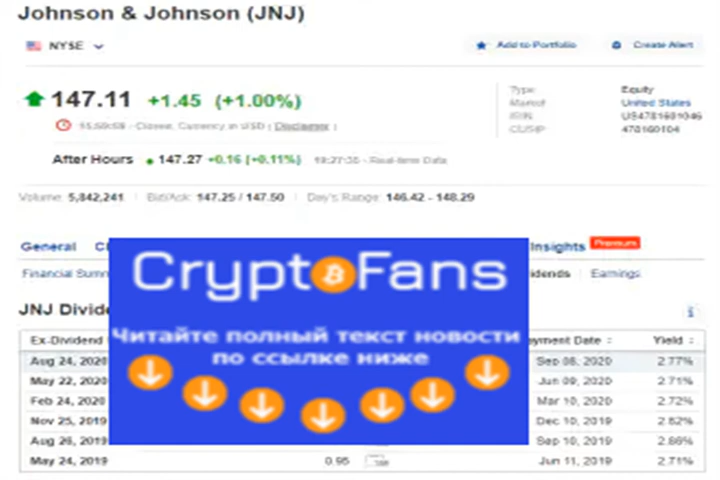 Johnson & Johnson (JNJ)
NYSE
Add to Portfolio
Create Alert
147.11 +1.45 (+1.00%)
- Closed. Currency in USD ( Disclaimer )
Type Equity
Market United States
ISIN US4781601046
CUSIP 478160104
After Hours 147.27 +0.16 (+0.11%) - Real-time Data
Volume: 5,842,241 Bid/Ask: 147.25 / 147.50 Day's Range: 146.42 - 148.29
General Insights Premium
Financial Earnings
CryptoFans
Читайте полный текст новости
по ссылке ниже
JNJ
Ex-Dividend Date Yield
Aug 24, 2020 Sep 08, 2020 2.77%
May 22, 2020 Jun 09, 2020 2.71%
Feb 24, 2020 Mar 10, 2020 2.72%
Nov 25, 2019 Dec 10, 2019 2.82%
Aug 26, 2019 Sep 10, 2019 2.86%
May 24, 2019 0.95 Jun 11, 2019 2.71%